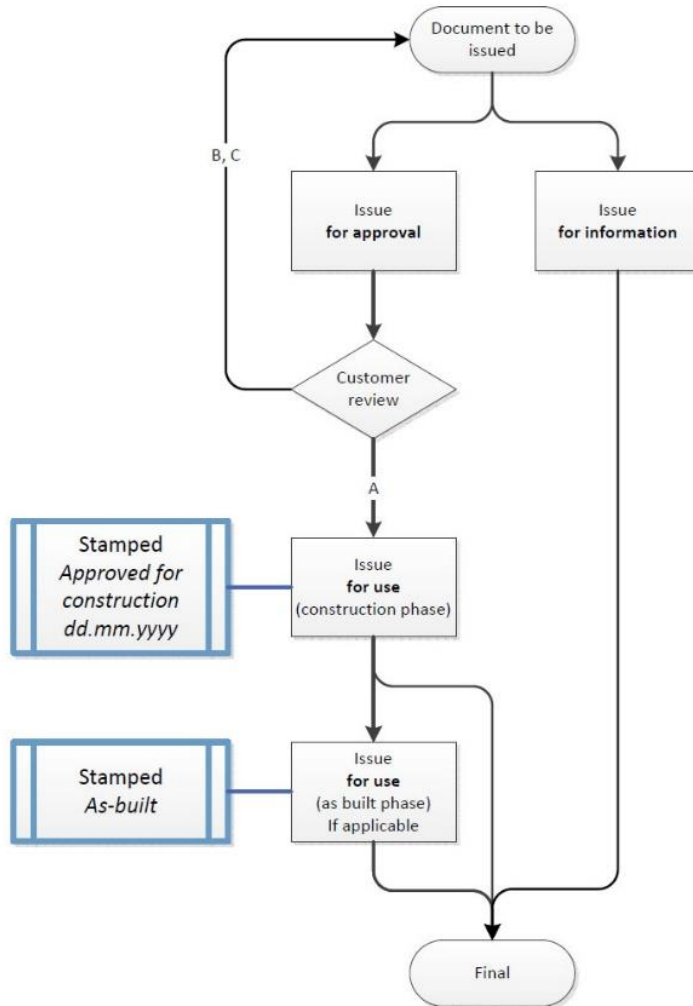 Document to be
issued
B, C
Issue
for approval
Issue
for information
Customer
review
A
Stamped
Approved for
construction
dd.mm.yyyy
Issue
for use
(construction phase)
Stamped
As-built
Issue
for use
(as built phase)
If applicable
Final